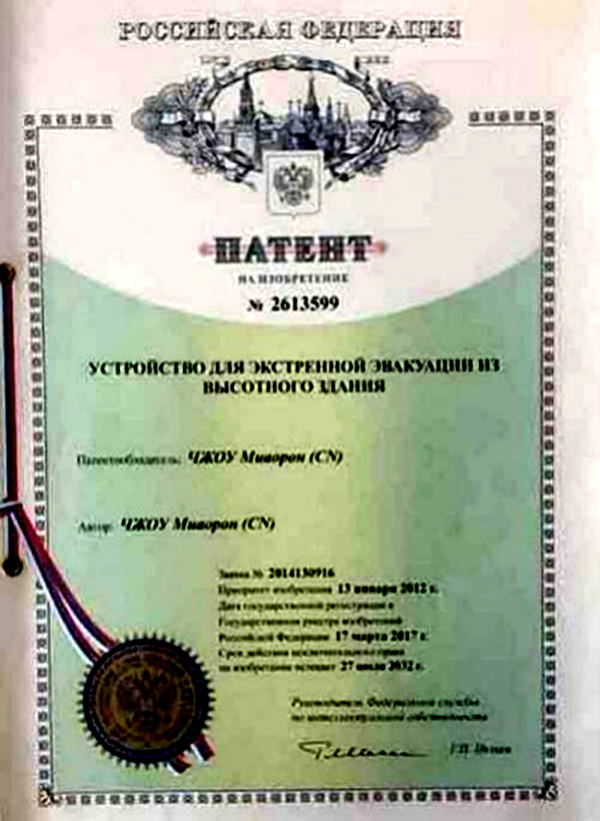 РОССИЙСКАЯ ФЕДЕРАЦИЯ
ПАТЕНТ
НА ИЗОБРЕТЕНИЕ
№ 2613599
УСТРОЙСТВО ДЛЯ ЭКСТРЕННОЙ ЭВАКУАЦИИ ИЗ
ВЫСОТНОГО ЗДАНИЯ
Патентообладатель: ЧЖОУ Миворон (CN)
Автор: ЧЖОУ Миворон (CN)
Заявка № 2014130916
Приоритет изобретения 13 января 2012 г.
Дата государственной регистрации в
Государственном реестре изобретений
Российской Федерации 17 марта 2017 г.
Срок действия исключительного права
на изобретение истекает 27 июля 2032 г.
Руководитель Федеральной службы
по интеллектуальной собственности
Г.П. Ивлиев